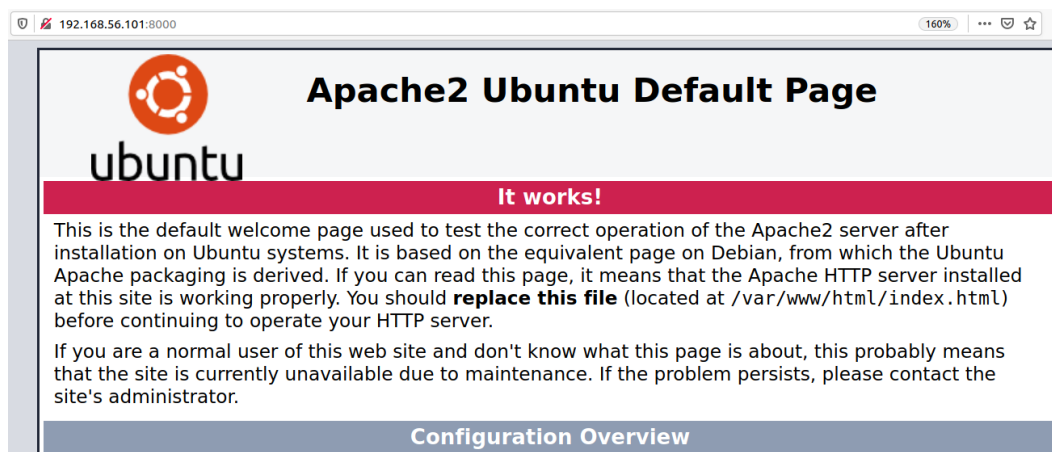 192.168.56.101:8000
160%
Apache2 Ubuntu Default Page
ubuntu
It works!
This is the default welcome page used to test the correct operation of the Apache2 server after
installation on Ubuntu systems. It is based on the equivalent page on Debian, from which the Ubuntu
Apache packaging is derived. If you can read this page, it means that the Apache HTTP server installed
at this site is working properly. You should replace this file (located at /var/www/html/index.html)
before continuing to operate your HTTP server.
If you are a normal user of this web site and don't know what this page is about, this probably means
that the site is currently unavailable due to maintenance. If the problem persists, please contact the
site's administrator.
Configuration Overview